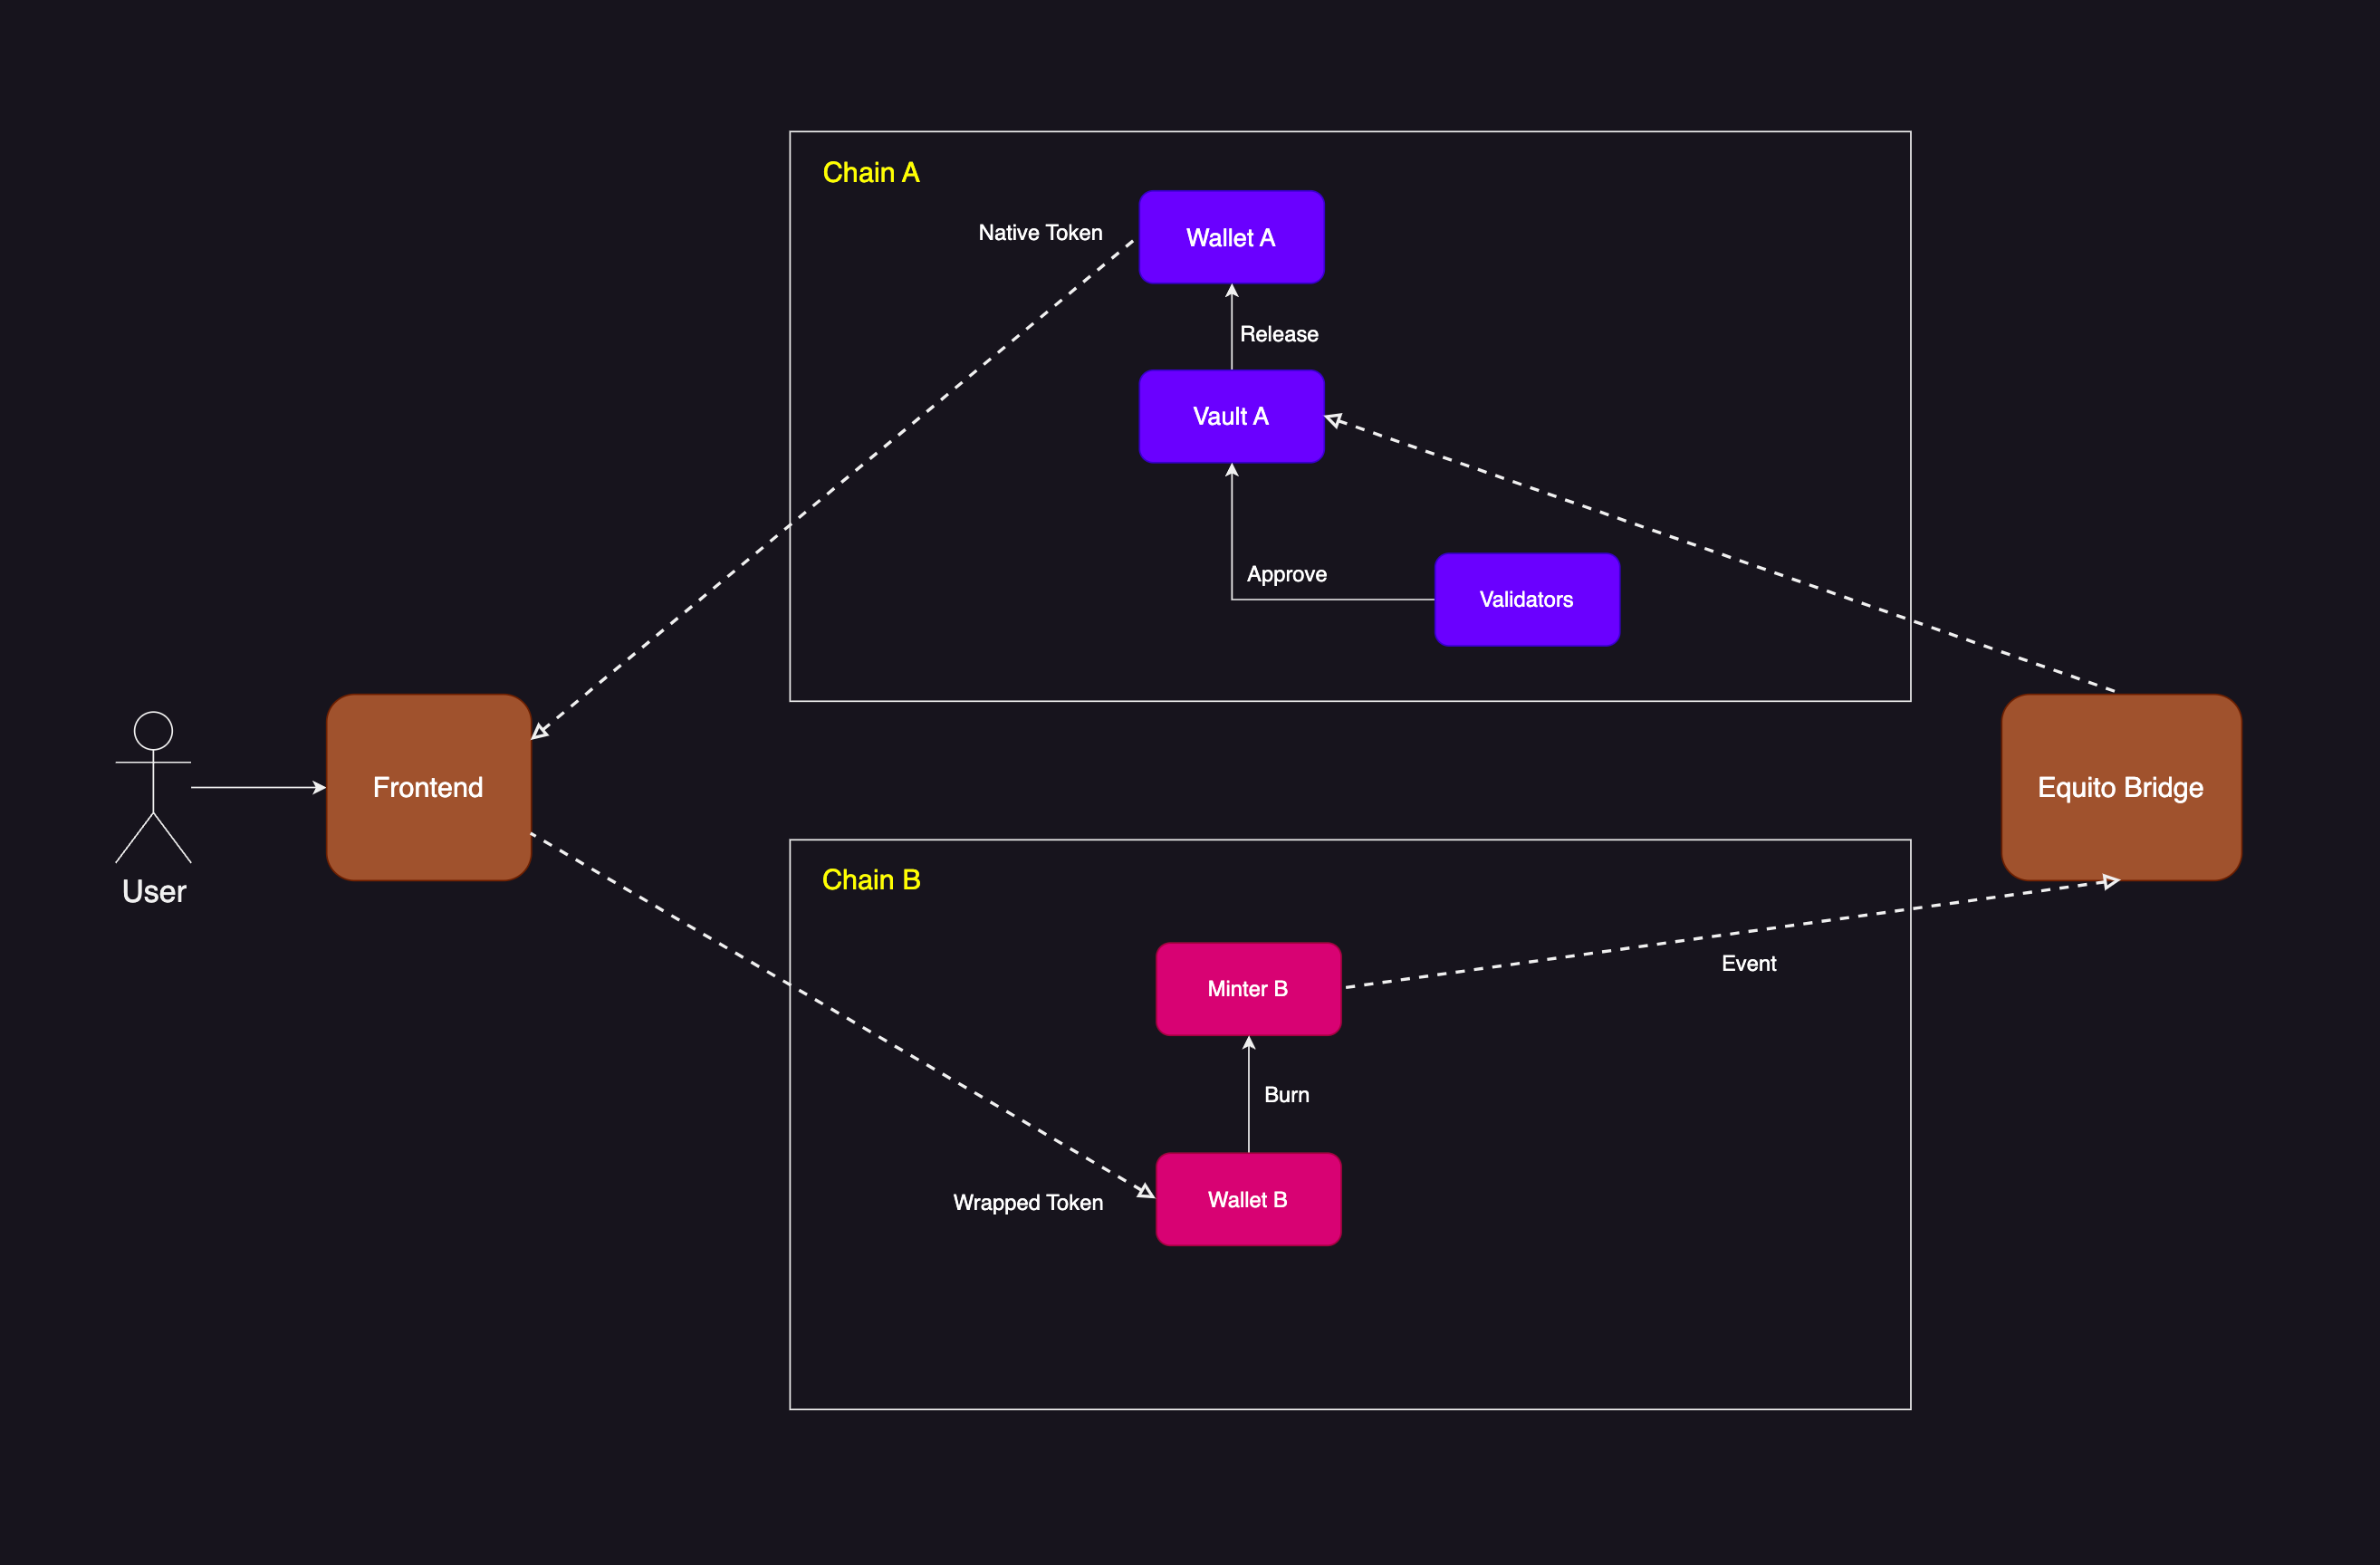 Chain A
Native Token
Wallet A
Release
Vault A
Approve
Validators
Frontend
User
Equito Bridge
Chain B
Minter B
Event
Burn
Wrapped Token
Wallet B